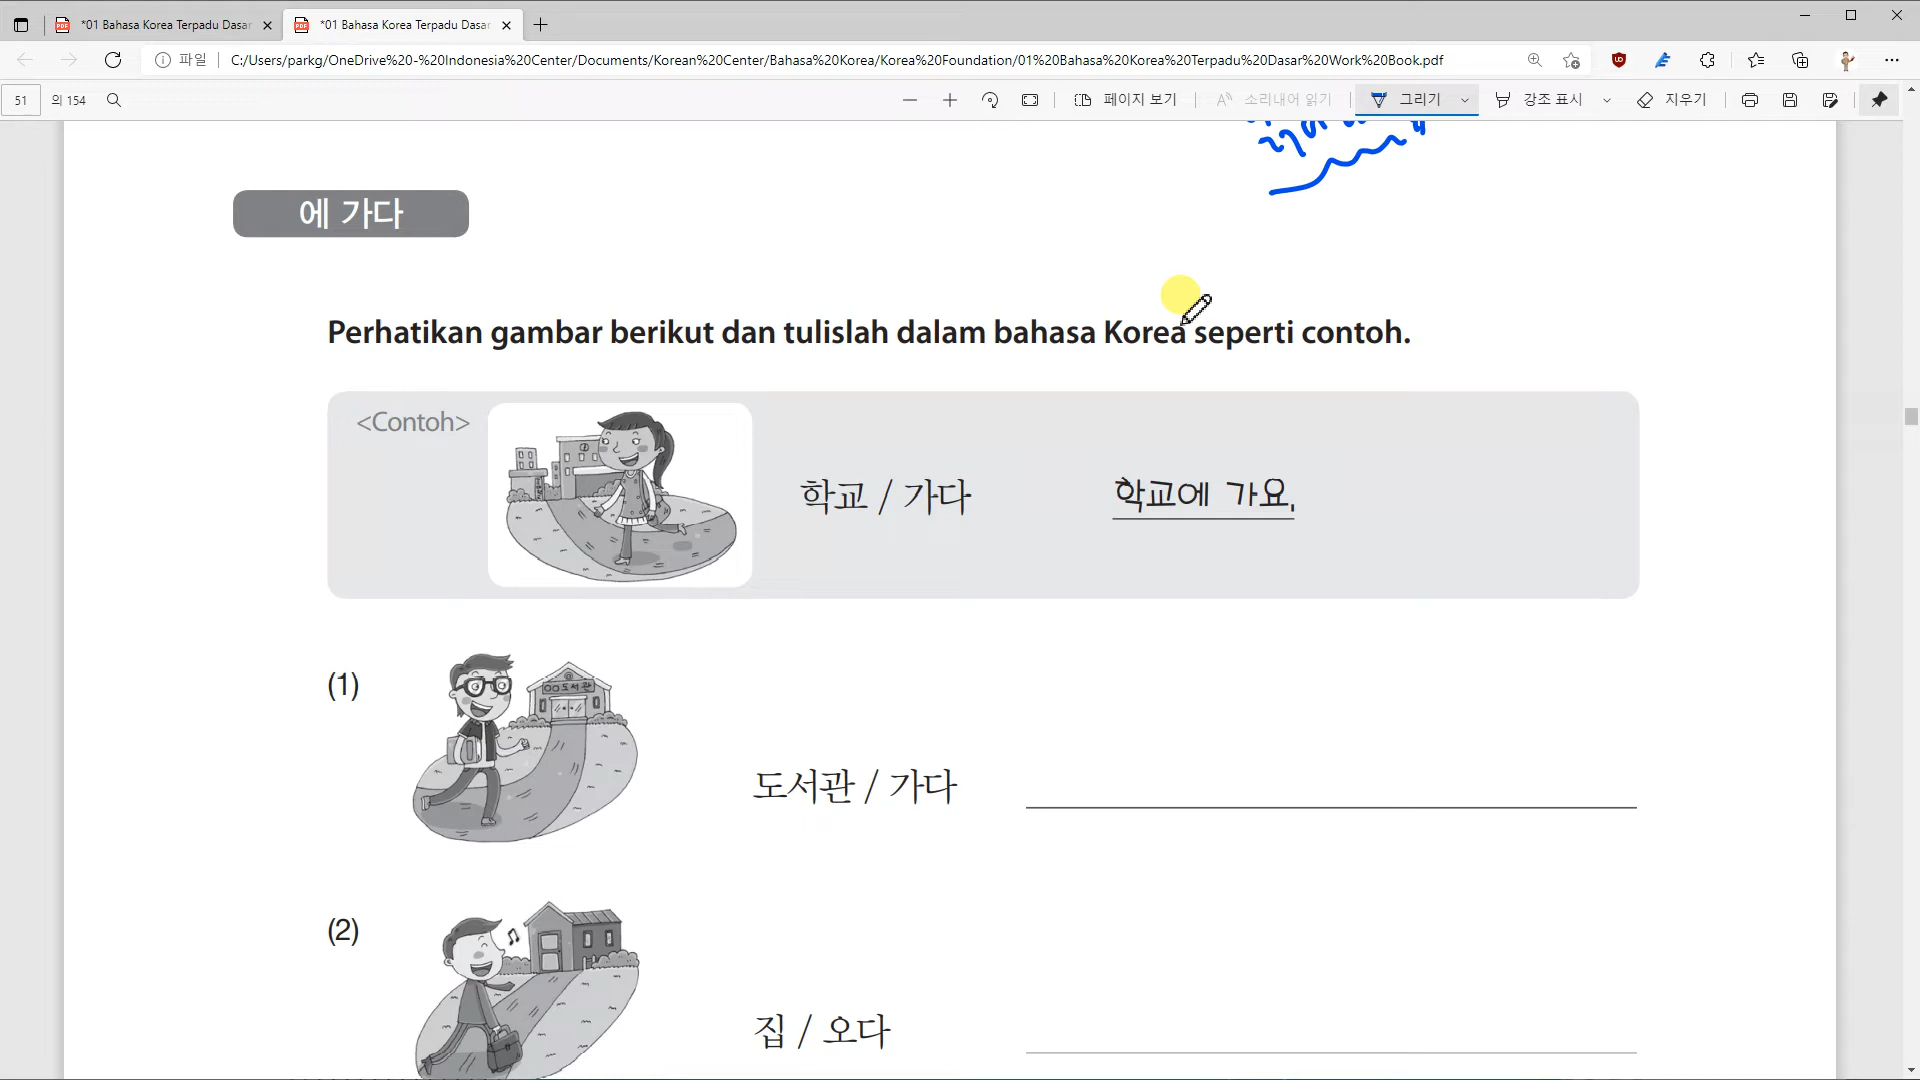 *01 Bahasa Korea Terpadu Dasar
*01 Bahasa Korea Terpadu Dasar
파일
C:/Users/parkg/OneDrive%20-%20Indonesia%20Center/Documents/Korean%20Center/Bahasa%20Korea/Korea%20Foundation/01%20Bahasa%20Korea%20Terpadu%20Dasar%20Work%20Book.pdf
51 의 154
페이지 보기
소리내어 읽기
그리기
강조 표시
지우기
에 가다
Perhatikan gambar berikut dan tulislah dalam bahasa Korea seperti contoh.
<Contoh>
학교 / 가다
학교에 가요.
(1)
OO도서관
도서관 / 가다
(2)
집 / 오다